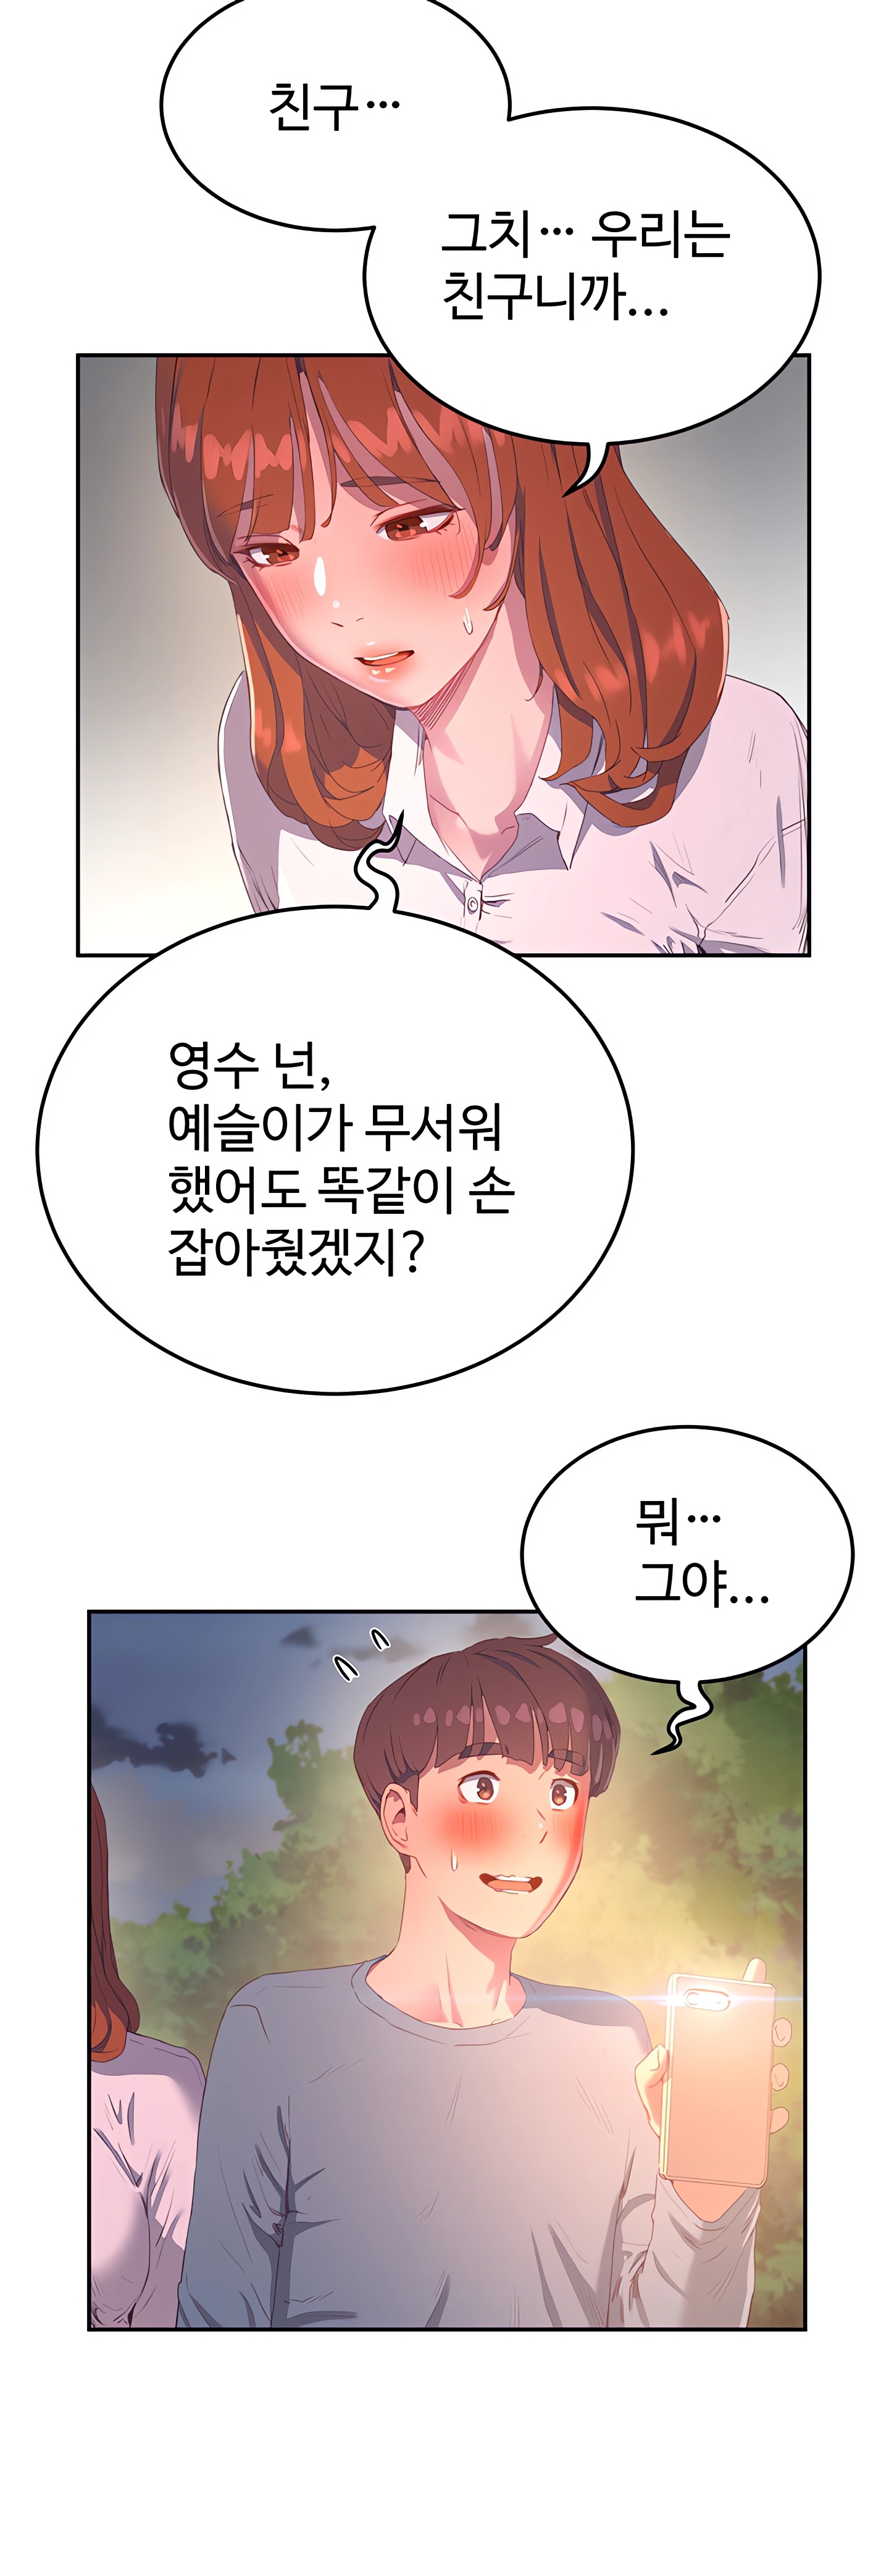 친구…
그치… 우리는
친구니까...
영수 넌,
예슬이가 무서워
했어도 똑같이 손
잡아줬겠지?
뭐…
그야...